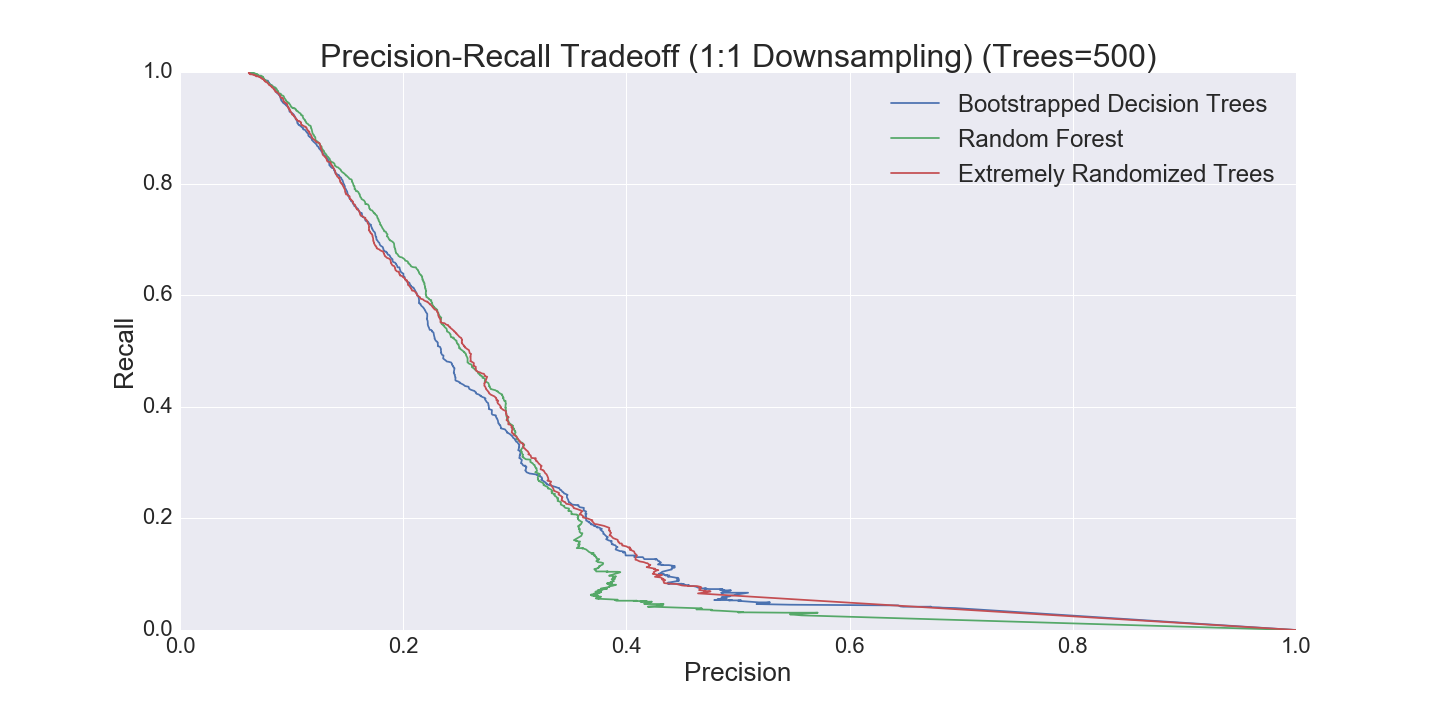 Precision-Recall Tradeoff (1:1 Downsampling) (Trees=500)
Bootstrapped Decision Trees
Random Forest
Extremely Randomized Trees
Recall
1.0
0.8
0.6
0.4
0.2
0.0
0.0 0.2 0.4 0.6 0.8 1.0
Precision